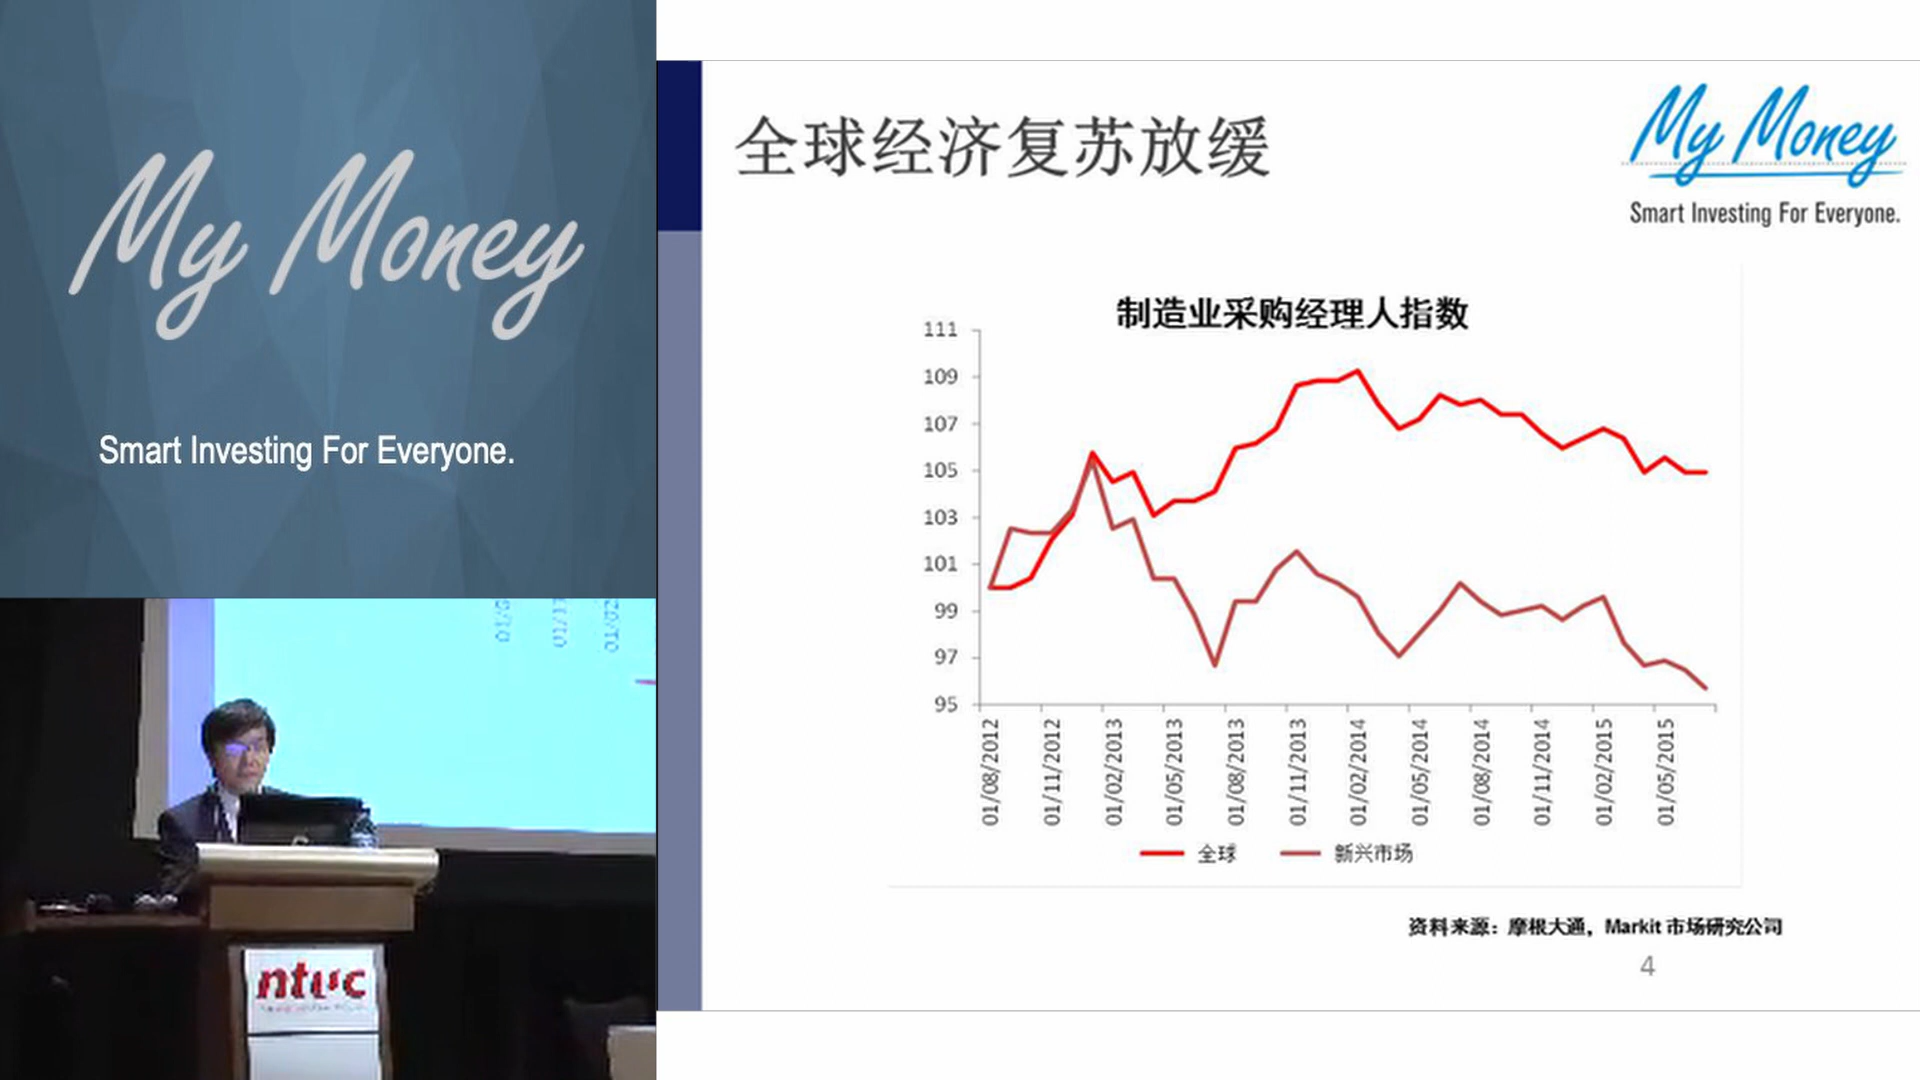 My Money
Smart Investing For Everyone.
全球经济复苏放缓
My Money
Smart Investing For Everyone.
制造业采购经理人指数
111
109
107
105
103
101
99
97
95
01/08/2012
01/11/2012
01/02/2013
01/05/2013
01/08/2013
01/11/2013
01/02/2014
01/05/2014
01/08/2014
01/11/2014
01/02/2015
01/05/2015
全球
新兴市场
资料来源：摩根大通，Markit 市场研究公司
4
ntuc